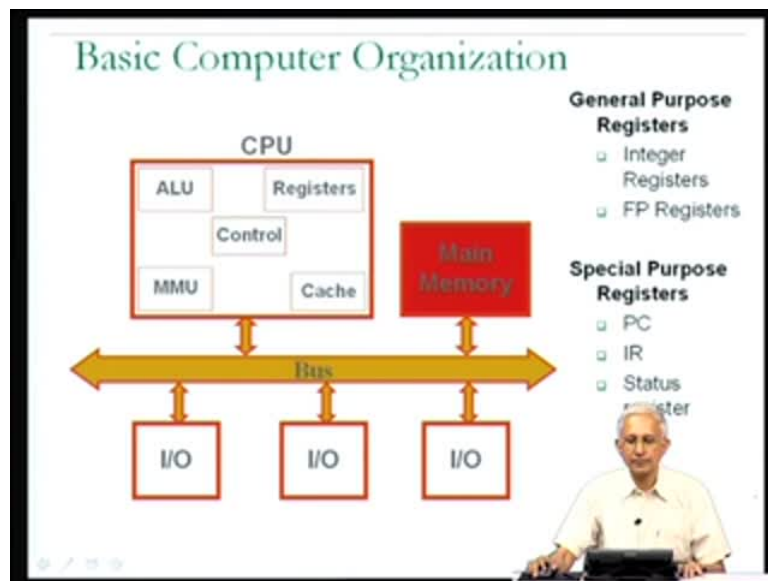 Basic Computer Organization
CPU
ALU
Registers
Control
MMU
Cache
Main
Memory
Bus
I/O
I/O
I/O
General Purpose
Registers
Integer
Registers
FP Registers
Special Purpose
Registers
PC
IR
Status